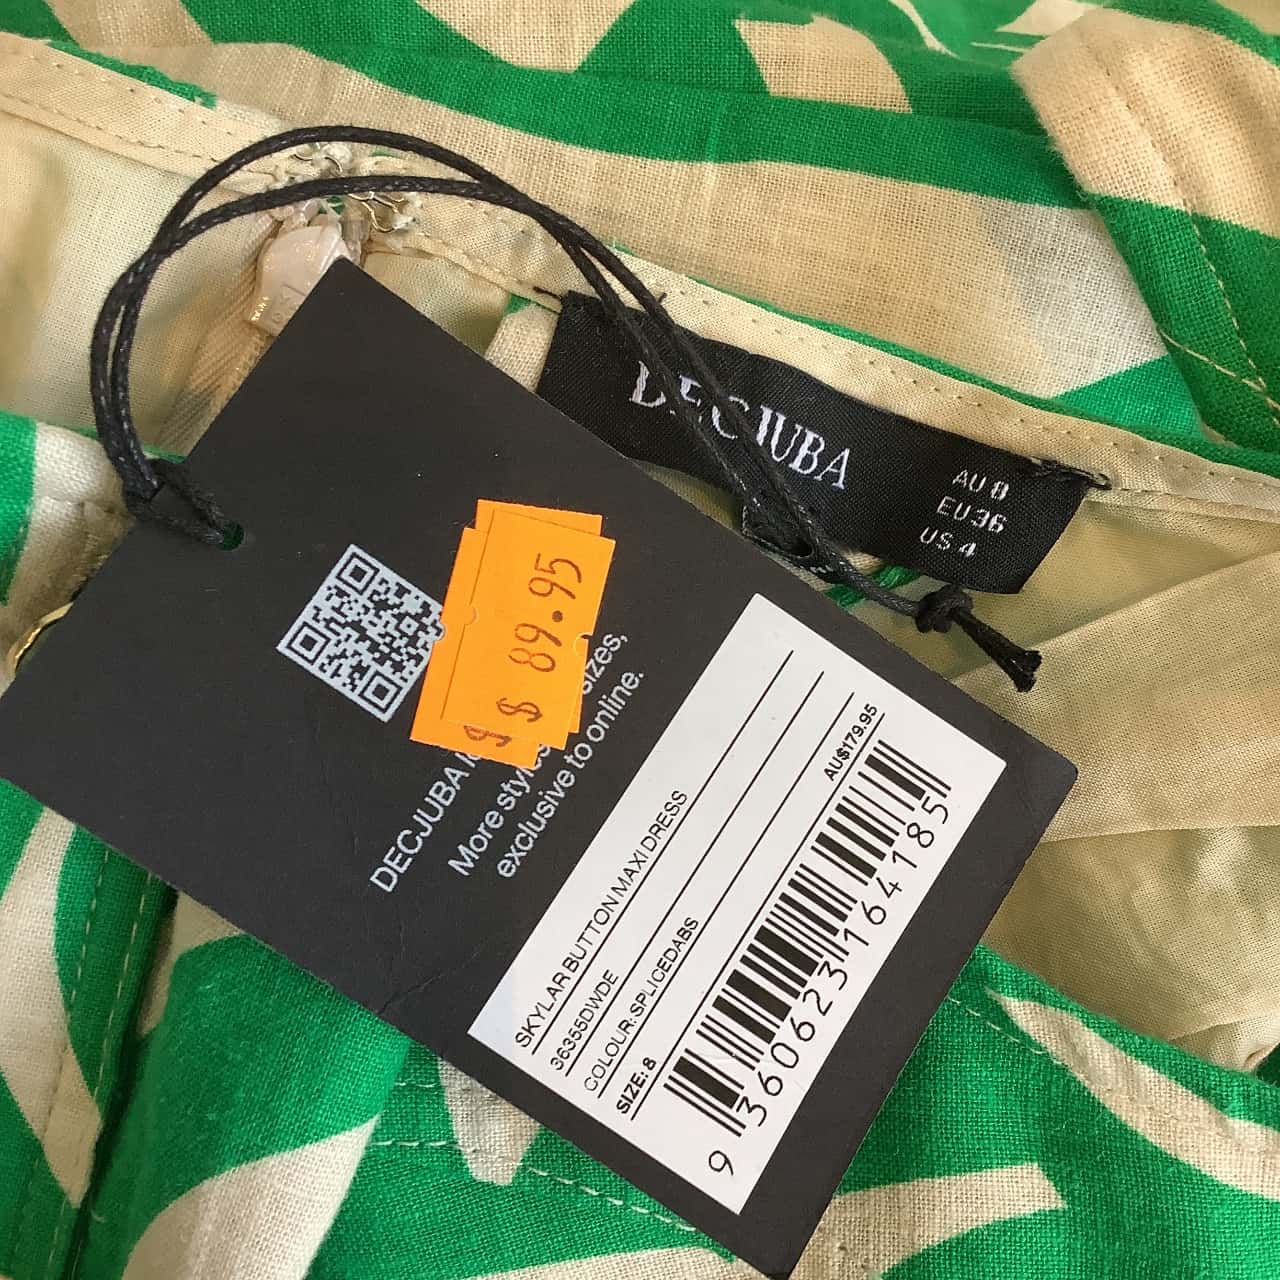 DECJUBA
AU 8
EU 36
US 4
$ 89.95
DECJUBA
More sizes,
exclusive to online.
SKYLAR BUTTON MAXI DRESS
36355DWDE
COLOUR: SPLICEDABS
SIZE: 8
AU$179.95
9 360623 164185